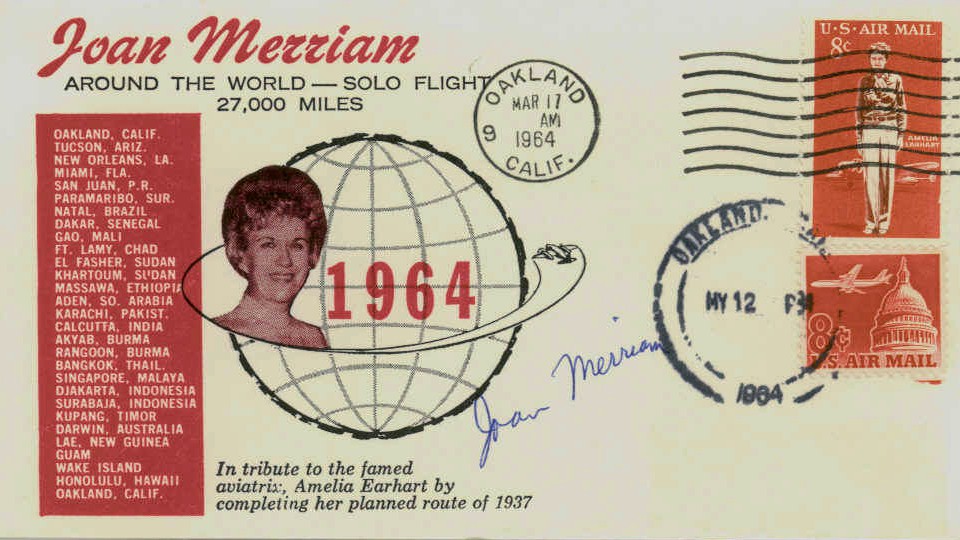 Joan Merriam
AROUND THE WORLD — SOLO FLIGHT
27,000 MILES
OAKLAND, CALIF.
TUCSON, ARIZ.
NEW ORLEANS, LA.
MIAMI, FLA.
SAN JUAN, P.R.
PARAMARIBO, SUR.
NATAL, BRAZIL
DAKAR, SENEGAL
GAO, MALI
FT. LAMY, CHAD
EL FASHER, SUDAN
KHARTOUM, SUDAN
MASSAWA, ETHIOPIA
ADEN, SO. ARABIA
KARACHI, PAKIST.
CALCUTTA, INDIA
AKYAB, BURMA
RANGOON, BURMA
BANGKOK, THAIL.
SINGAPORE, MALAYA
DJAKARTA, INDONESIA
SURABAJA, INDONESIA
KUPANG, TIMOR
DARWIN, AUSTRALIA
LAE, NEW GUINEA
GUAM
WAKE ISLAND
HONOLULU, HAWAII
OAKLAND, CALIF.
1964
In tribute to the famed
aviatrix, Amelia Earhart by
completing her planned route of 1937
Joan Merriam
OAKLAND
MAR 17
AM
9
1964
CALIF.
U·S·AIR MAIL
8c
AMELIA
EARHART
OAKLAND.
MY 12 PM
1964
8¢
U.S. AIR MAIL